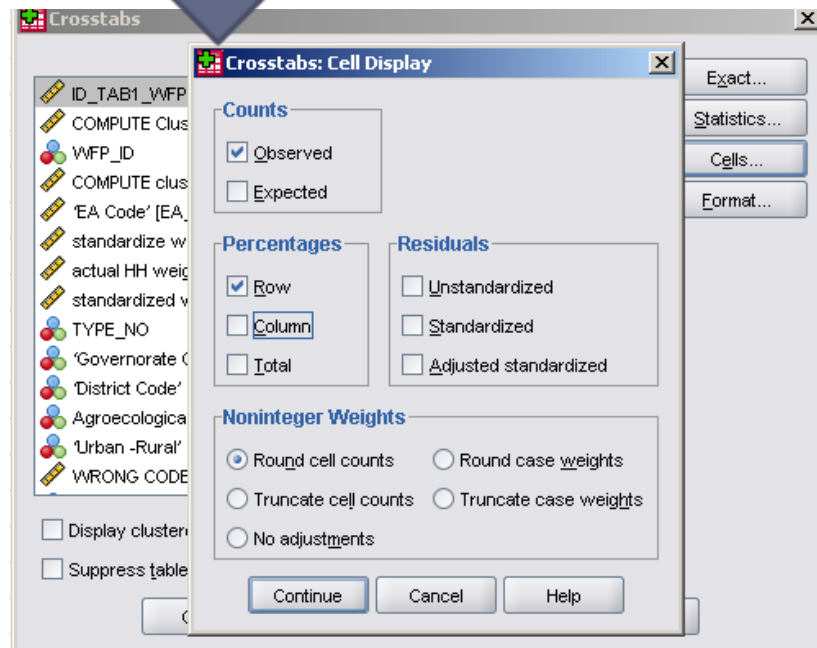 Crosstabs
ID_TAB1_WFP
COMPUTE Clus
WFP_ID
COMPUTE clus
'EA Code' [EA_
standardize w
actual HH weig
standardized v
TYPE_NO
'Governorate C
'District Code'
Agroecologica
'Urban -Rural'
WRONG CODE
Display cluster
Suppress table
Exact...
Statistics...
Cells...
Format...
Crosstabs: Cell Display
Counts
Observed
Expected
Percentages
Row
Column
Total
Residuals
Unstandardized
Standardized
Adjusted standardized
Noninteger Weights
Round cell counts
Round case weights
Truncate cell counts
Truncate case weights
No adjustments
Continue
Cancel
Help